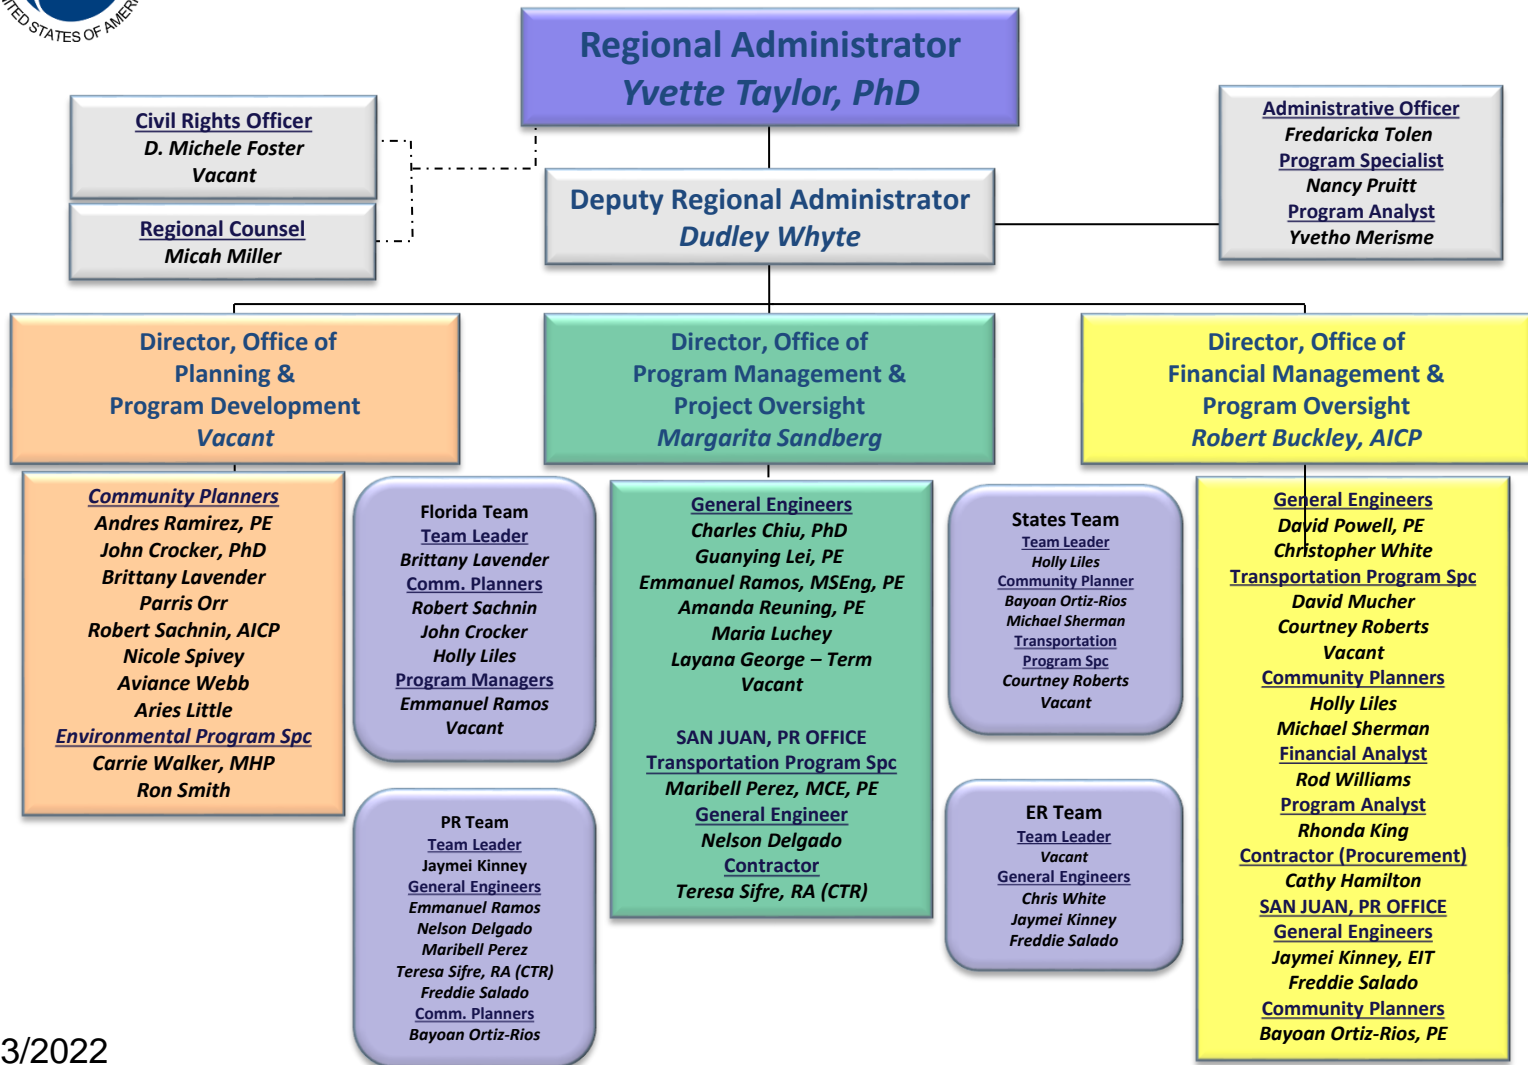 UNITED STATES OF AMERICA
Regional Administrator
Yvette Taylor, PhD
Civil Rights Officer
D. Michele Foster
Vacant
Regional Counsel
Micah Miller
Deputy Regional Administrator
Dudley Whyte
Administrative Officer
Fredaricka Tolen
Program Specialist
Nancy Pruitt
Program Analyst
Yvetho Merisme
Director, Office of
Planning &
Program Development
Vacant
Director, Office of
Program Management &
Project Oversight
Margarita Sandberg
Director, Office of
Financial Management &
Program Oversight
Robert Buckley, AICP
Community Planners
Andres Ramirez, PE
John Crocker, PhD
Brittany Lavender
Parris Orr
Robert Sachnin, AICP
Nicole Spivey
Aviance Webb
Aries Little
Environmental Program Spc
Carrie Walker, MHP
Ron Smith
Florida Team
Team Leader
Brittany Lavender
Comm. Planners
Robert Sachnin
John Crocker
Holly Liles
Program Managers
Emmanuel Ramos
Vacant
PR Team
Team Leader
Jaymei Kinney
General Engineers
Emmanuel Ramos
Nelson Delgado
Maribell Perez
Teresa Sifre, RA (CTR)
Freddie Salado
Comm. Planners
Bayoan Ortiz-Rios
General Engineers
Charles Chiu, PhD
Guanying Lei, PE
Emmanuel Ramos, MSEng, PE
Amanda Reuning, PE
Maria Luchey
Layana George – Term
Vacant
SAN JUAN, PR OFFICE
Transportation Program Spc
Maribell Perez, MCE, PE
General Engineer
Nelson Delgado
Contractor
Teresa Sifre, RA (CTR)
States Team
Team Leader
Holly Liles
Community Planner
Bayoan Ortiz-Rios
Michael Sherman
Transportation
Program Spc
Courtney Roberts
Vacant
ER Team
Team Leader
Vacant
General Engineers
Chris White
Jaymei Kinney
Freddie Salado
General Engineers
David Powell, PE
Christopher White
Transportation Program Spc
David Mucher
Courtney Roberts
Vacant
Community Planners
Holly Liles
Michael Sherman
Financial Analyst
Rod Williams
Program Analyst
Rhonda King
Contractor (Procurement)
Cathy Hamilton
SAN JUAN, PR OFFICE
General Engineers
Jaymei Kinney, EIT
Freddie Salado
Community Planners
Bayoan Ortiz-Rios, PE
3/2022